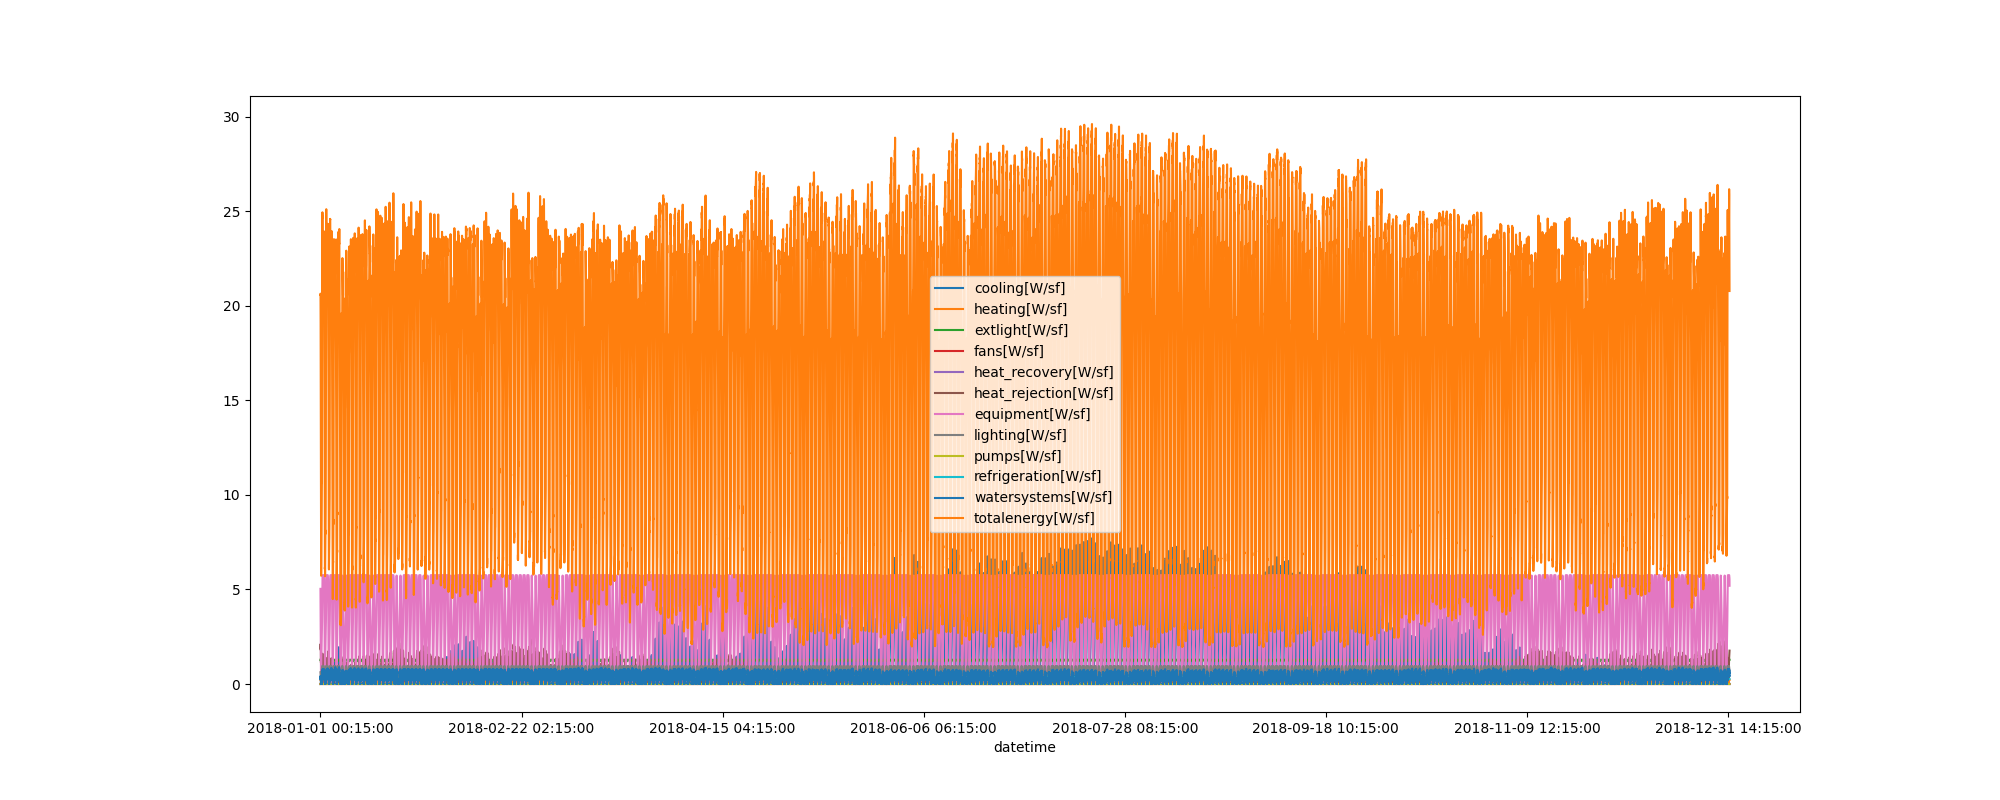 30
25
20
15
10
5
0
cooling[W/sf]
heating[W/sf]
extlight[W/sf]
fans[W/sf]
heat_recovery[W/sf]
heat_rejection[W/sf]
equipment[W/sf]
lighting[W/sf]
pumps[W/sf]
refrigeration[W/sf]
watersystems[W/sf]
totalenergy[W/sf]
2018-01-01 00:15:00 2018-02-22 02:15:00 2018-04-15 04:15:00 2018-06-06 06:15:00 2018-07-28 08:15:00 2018-09-18 10:15:00 2018-11-09 12:15:00 2018-12-31 14:15:00
datetime